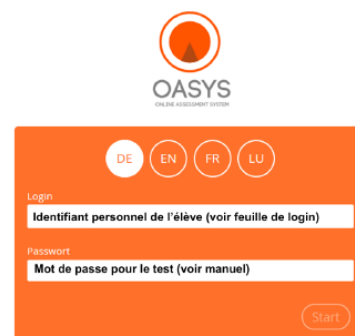 OASYS
ONLINE ASSESSMENT SYSTEM
DE EN FR LU
Login
Identifiant personnel de l'élève (voir feuille de login)
Passwort
Mot de passe pour le test (voir manuel)
Start